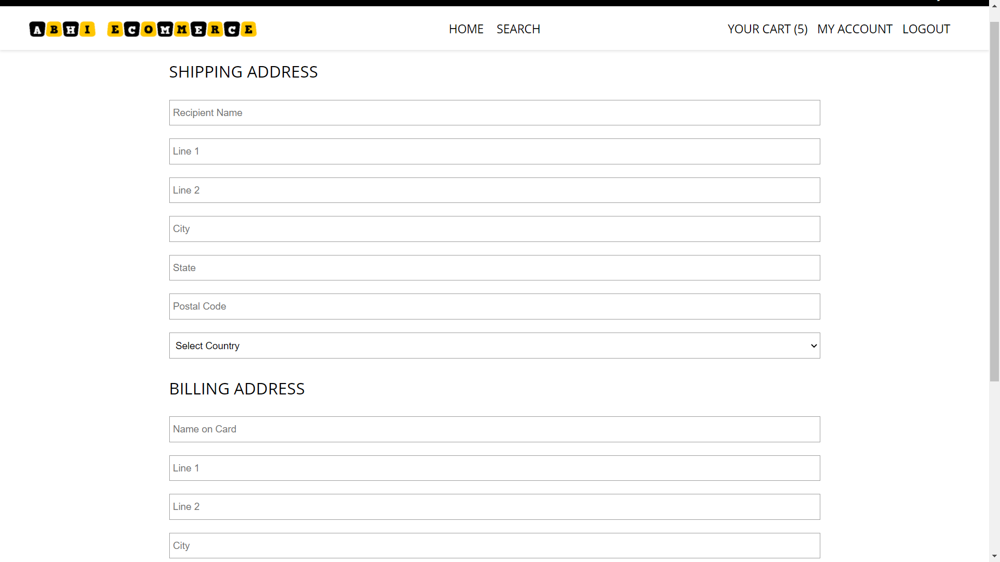 ABHI ECOMMERCE
HOME SEARCH
YOUR CART (5) MY ACCOUNT LOGOUT
SHIPPING ADDRESS
Recipient Name
Line 1
Line 2
City
State
Postal Code
Select Country
BILLING ADDRESS
Name on Card
Line 1
Line 2
City